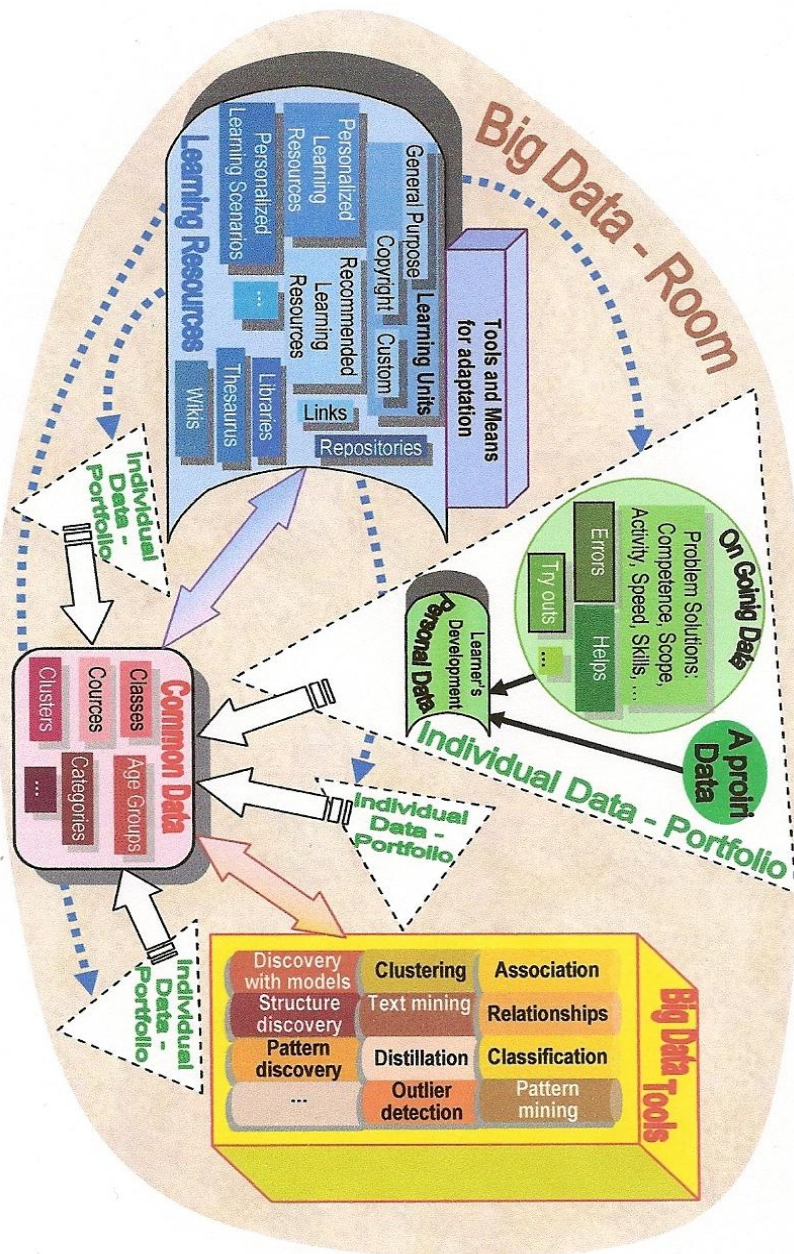 Big Data - Room
Tools and Means
for adaptation
Learning Units
General Purpose
Copyright
Custom
Personalized
Learning
Resources
Recommended
Learning
Resources
Links
Repositories
Personalized
Learning Scenarios
...
Libraries
Thesaurus
Wikis
Learning Resources
On Goinig Data
Problem Solutions:
Competence, Scope,
Activity, Speed, Skills, ...
Errors
Helps
Try outs
...
A proiri
Data
Learner's
Development
Personal Data
Individual Data - Portfolio
Individual
Data -
Portfolio
Individual
Data -
Portfolio
Individual
Data -
Portfolio
Common Data
Classes
Age Groups
Cources
Categories
Clusters
...
Big Data Tools
Association
Relationships
Classification
Pattern
mining
Clustering
Text mining
Distillation
Outlier
detection
Discovery
with models
Structure
discovery
Pattern
discovery
...